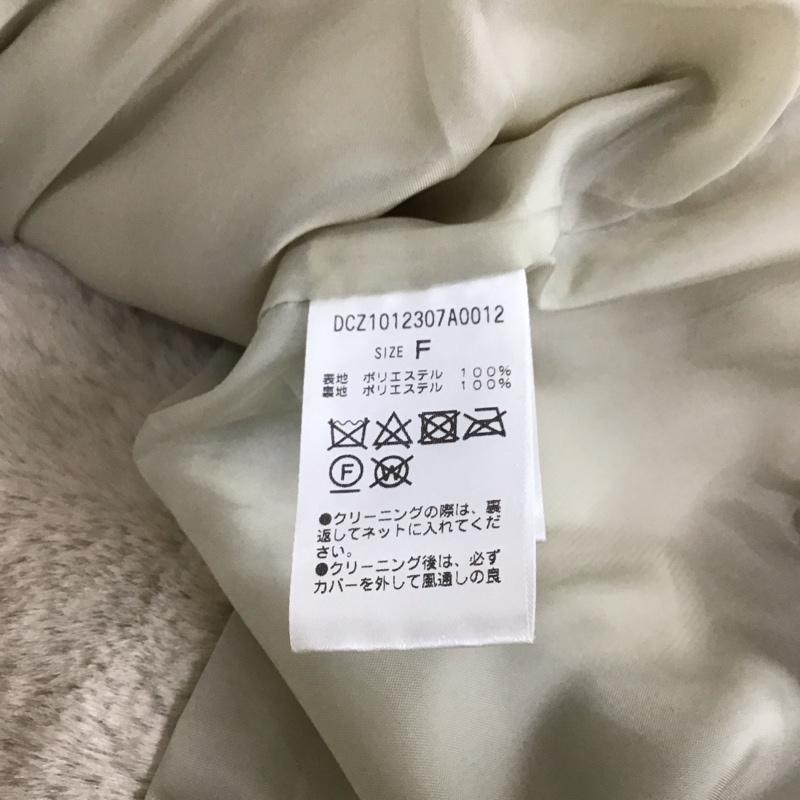 DCZ1012307A0012
SIZE F
表地 ポリエステル 100%
裏地 ポリエステル 100%
F W
●クリーニングの際は、裏
返してネットに入れてくだ
さい。
●クリーニング後は、必ず
カバーを外して風通しの良